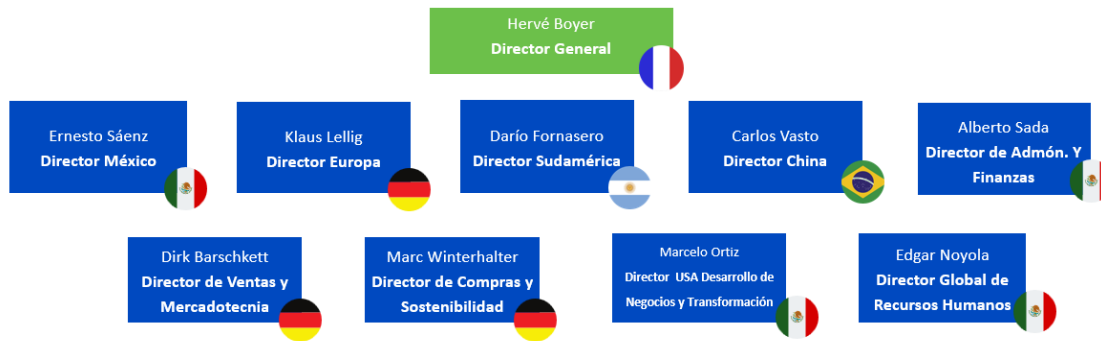 Hervé Boyer
Director General
Ernesto Sáenz
Director México
Klaus Lellig
Director Europa
Darío Fornasero
Director Sudamérica
Carlos Vasto
Director China
Alberto Sada
Director de Admón. Y
Finanzas
Dirk Barschkett
Director de Ventas y
Mercadotecnia
Marc Winterhalter
Director de Compras y
Sostenibilidad
Marcelo Ortiz
Director USA Desarrollo de
Negocios y Transformación
Edgar Noyola
Director Global de
Recursos Humanos